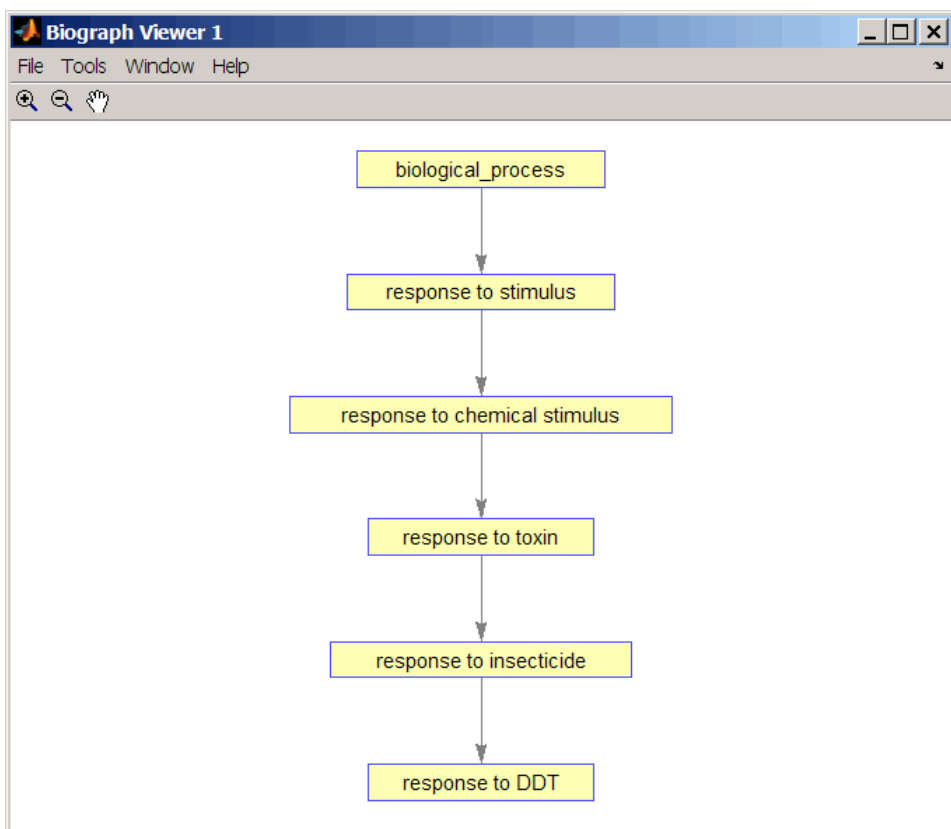 Biograph Viewer 1
File Tools Window Help
biological_process
response to stimulus
response to chemical stimulus
response to toxin
response to insecticide
response to DDT